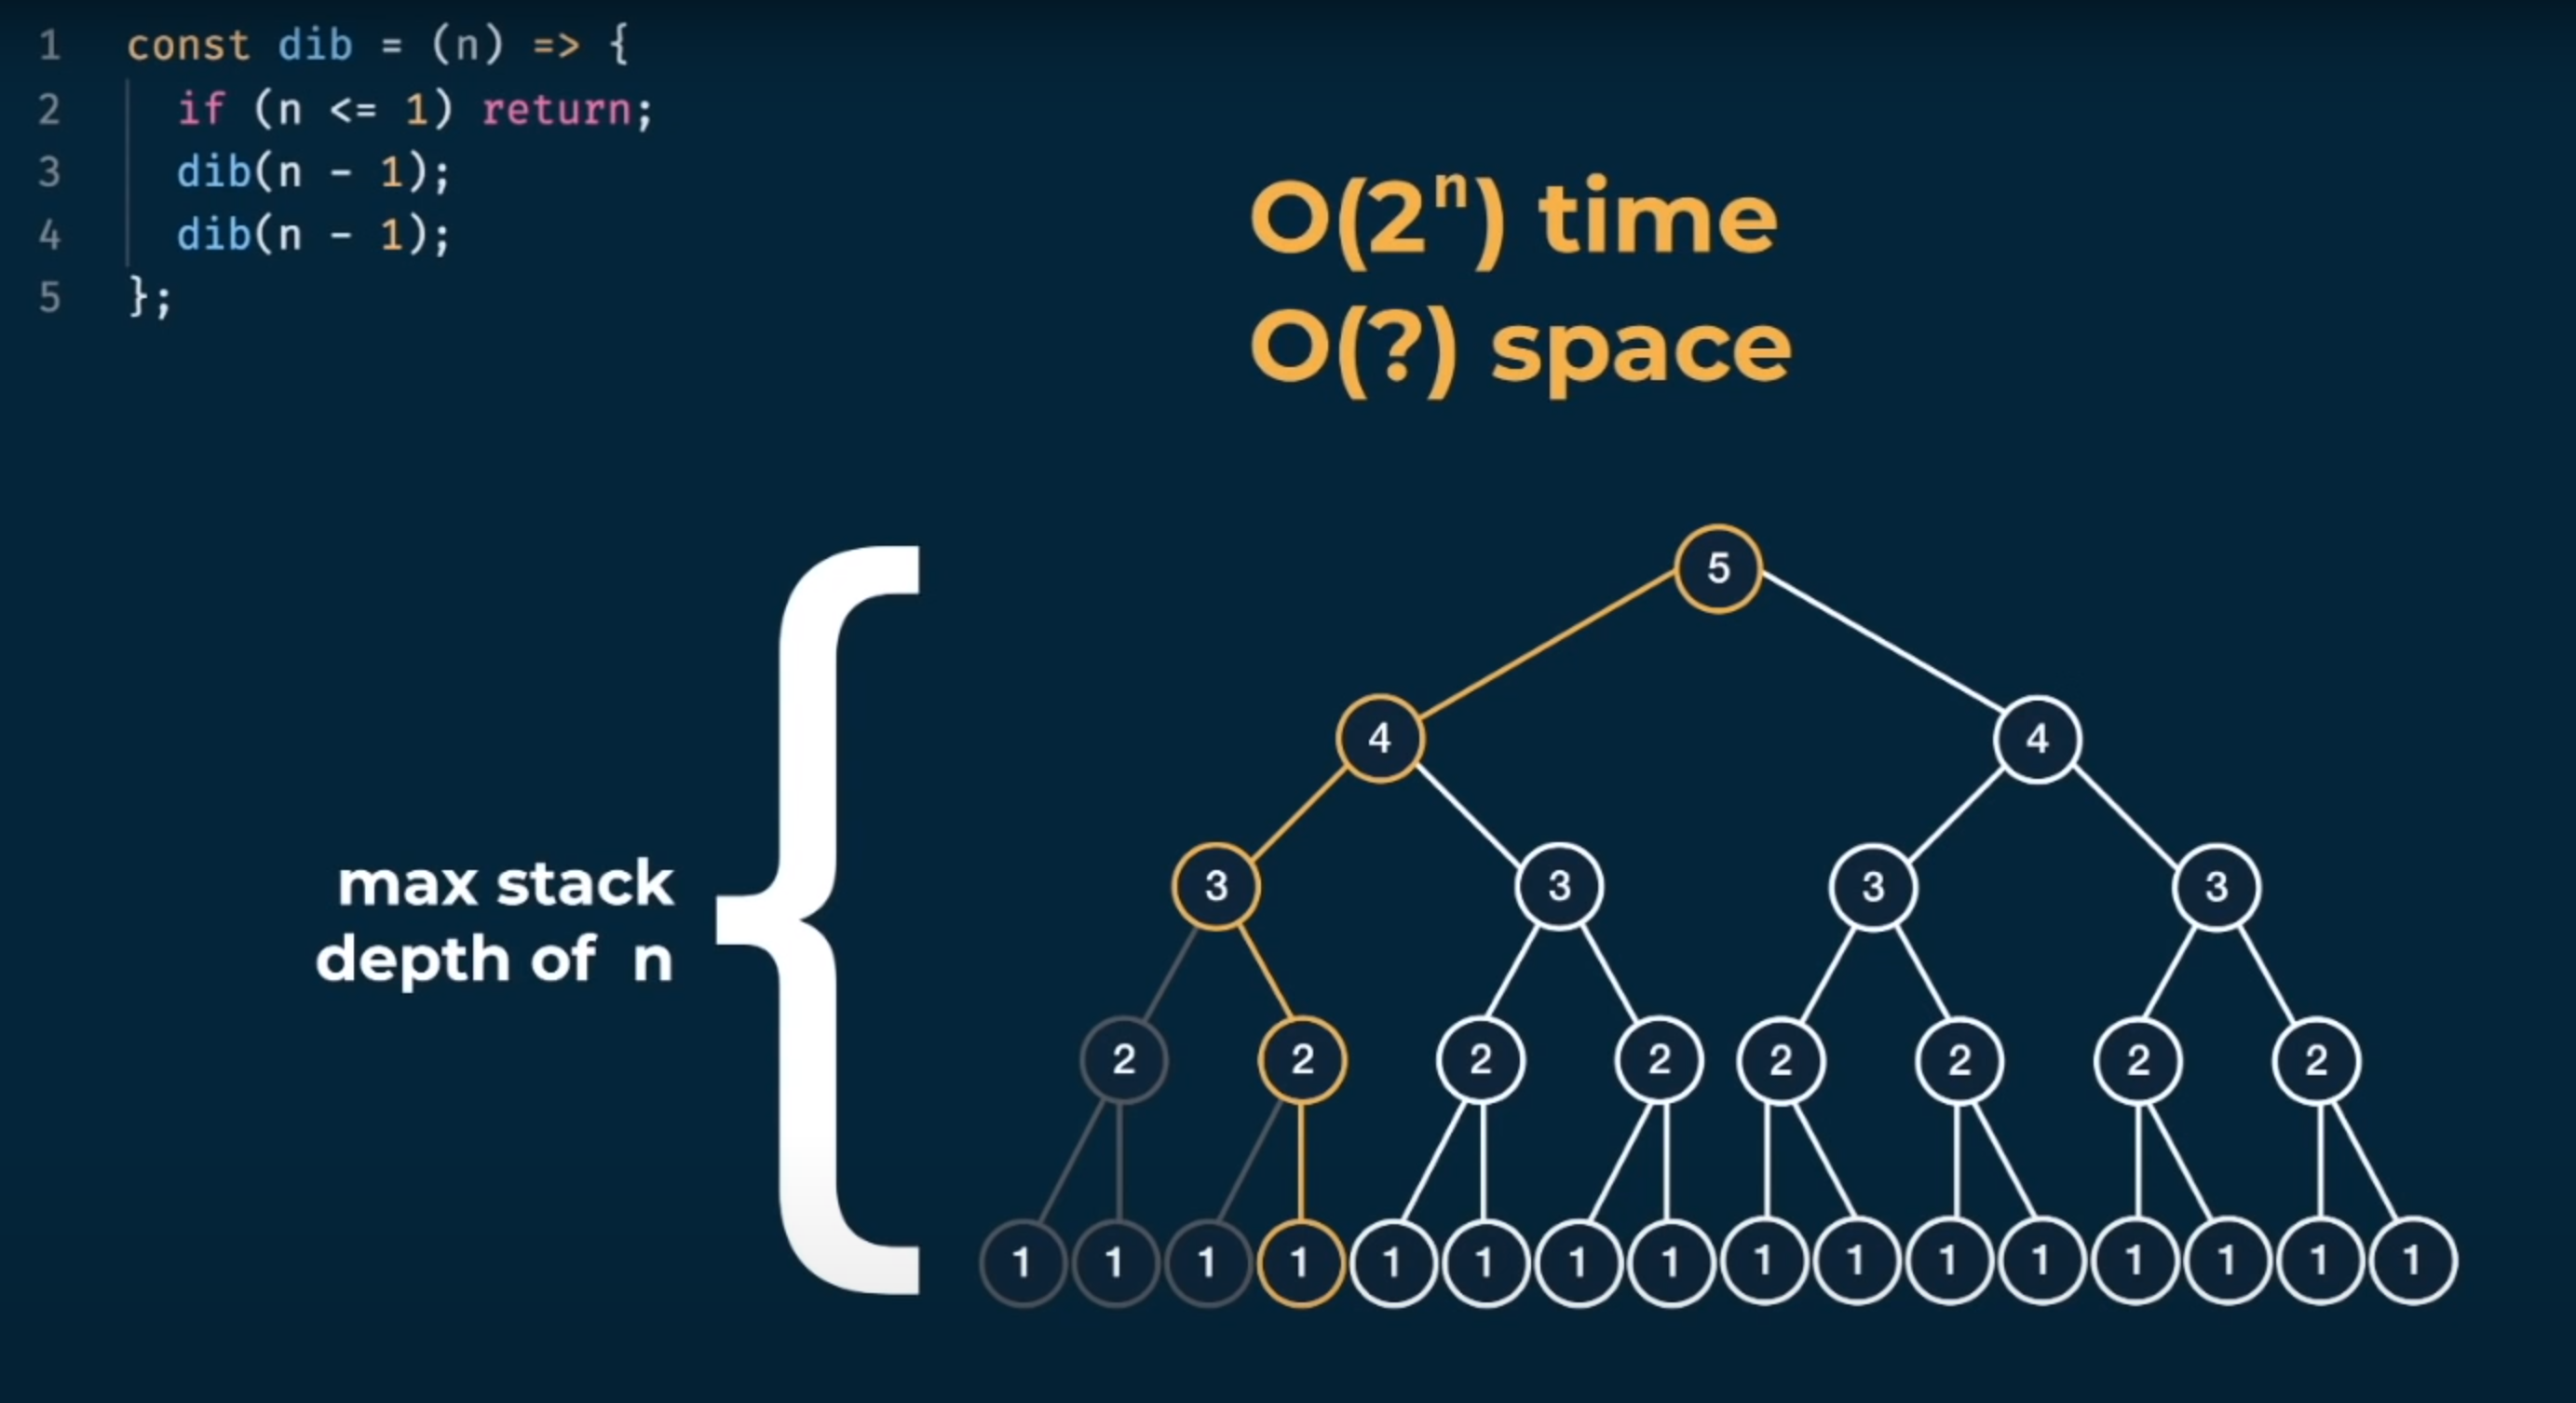 1 const dib = (n) => {
2 if (n <= 1) return;
3 dib(n - 1);
4 dib(n - 1);
5 };
O(2ⁿ) time
O(?) space
max stack
depth of n
5
4 4
3 3 3 3
2 2 2 2 2 2 2 2
1 1 1 1 1 1 1 1 1 1 1 1 1 1 1 1